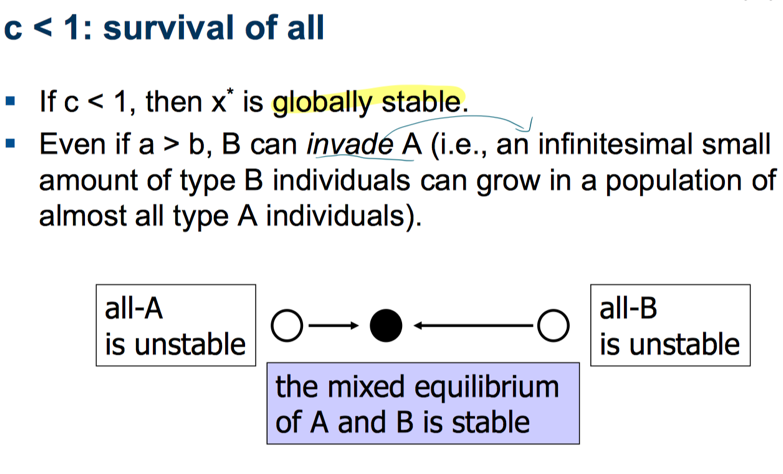 c < 1: survival of all
▪ If c < 1, then x* is globally stable.
▪ Even if a > b, B can invade A (i.e., an infinitesimal small
amount of type B individuals can grow in a population of
almost all type A individuals).
all-A
is unstable
all-B
is unstable
the mixed equilibrium
of A and B is stable